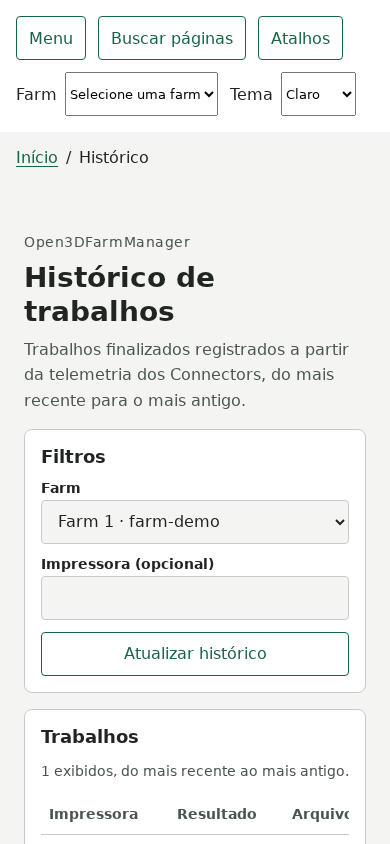 Menu Buscar páginas Atalhos
Farm Selecione uma farm Tema Claro
Início / Histórico
Open3DFarmManager
Histórico de
trabalhos
Trabalhos finalizados registrados a partir
da telemetria dos Connectors, do mais
recente para o mais antigo.
Filtros
Farm
Farm 1 · farm-demo
Impressora (opcional)
Atualizar histórico
Trabalhos
1 exibidos, do mais recente ao mais antigo.
Impressora Resultado Arquivo